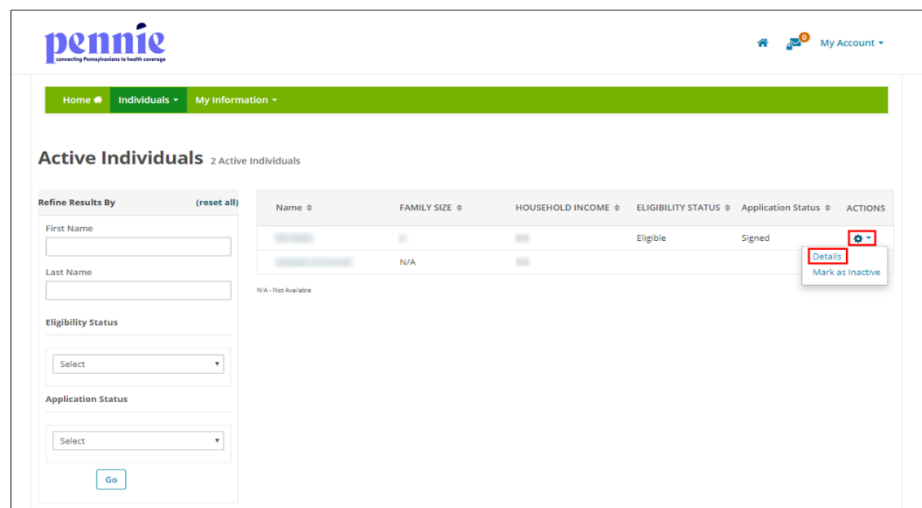 pennie
connecting Pennsylvanians to health coverage
0
My Account
Home Individuals My Information
Active Individuals 2 Active Individuals
Refine Results By (reset all)
First Name
Last Name
Eligibility Status
Select
Application Status
Select
Go
Name FAMILY SIZE HOUSEHOLD INCOME ELIGIBILITY STATUS Application Status ACTIONS
Eligible Signed
Details
N/A
Mark as Inactive
N/A - Not Available